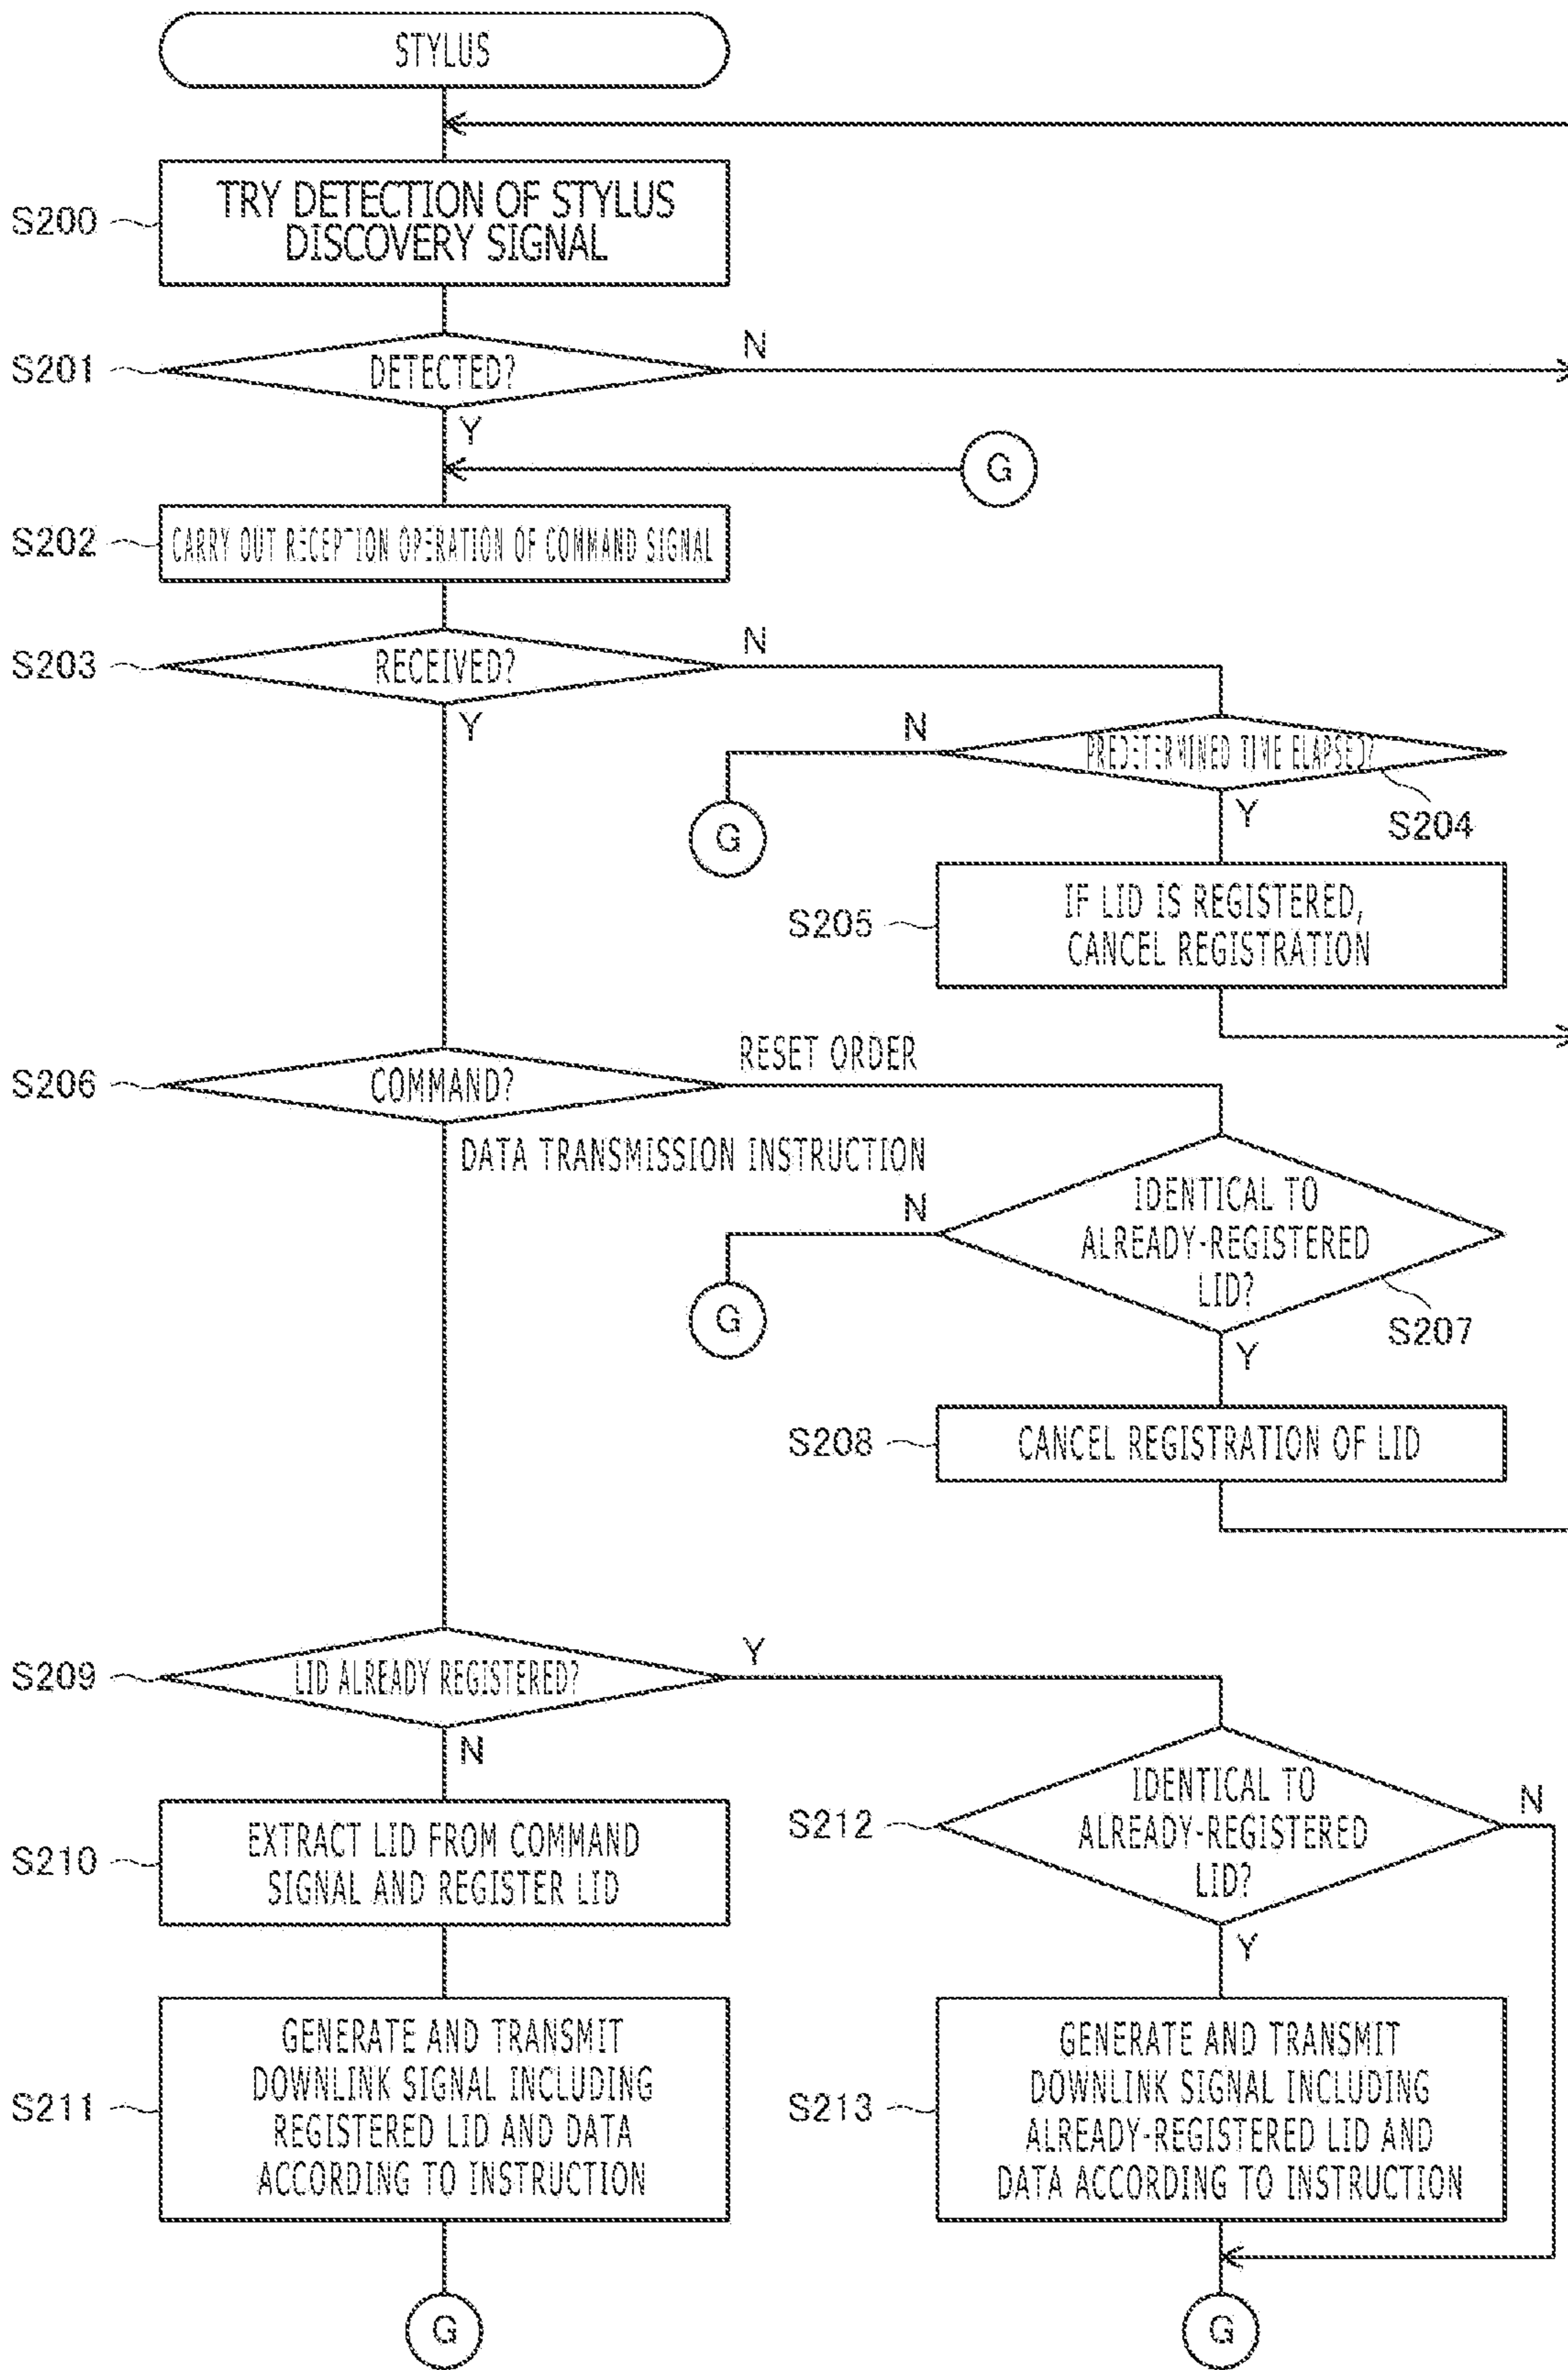 STYLUS
S200
TRY DETECTION OF STYLUS
DISCOVERY SIGNAL
S201
DETECTED?
N
Y
G
S202
CARRY OUT RECEPTION OPERATION OF COMMAND SIGNAL
S203
RECEIVED?
N
Y
N
PREDETERMINED TIME ELAPSED?
S204
G
Y
S205
IF LID IS REGISTERED,
CANCEL REGISTRATION
S206
COMMAND?
RESET ORDER
DATA TRANSMISSION INSTRUCTION
N
IDENTICAL TO
ALREADY-REGISTERED
LID?
S207
G
Y
S208
CANCEL REGISTRATION OF LID
S209
LID ALREADY REGISTERED?
Y
N
S210
EXTRACT LID FROM COMMAND
SIGNAL AND REGISTER LID
S212
IDENTICAL TO
ALREADY-REGISTERED
LID?
N
Y
S211
GENERATE AND TRANSMIT
DOWNLINK SIGNAL INCLUDING
REGISTERED LID AND DATA
ACCORDING TO INSTRUCTION
S213
GENERATE AND TRANSMIT
DOWNLINK SIGNAL INCLUDING
ALREADY-REGISTERED LID AND
DATA ACCORDING TO INSTRUCTION
G
G